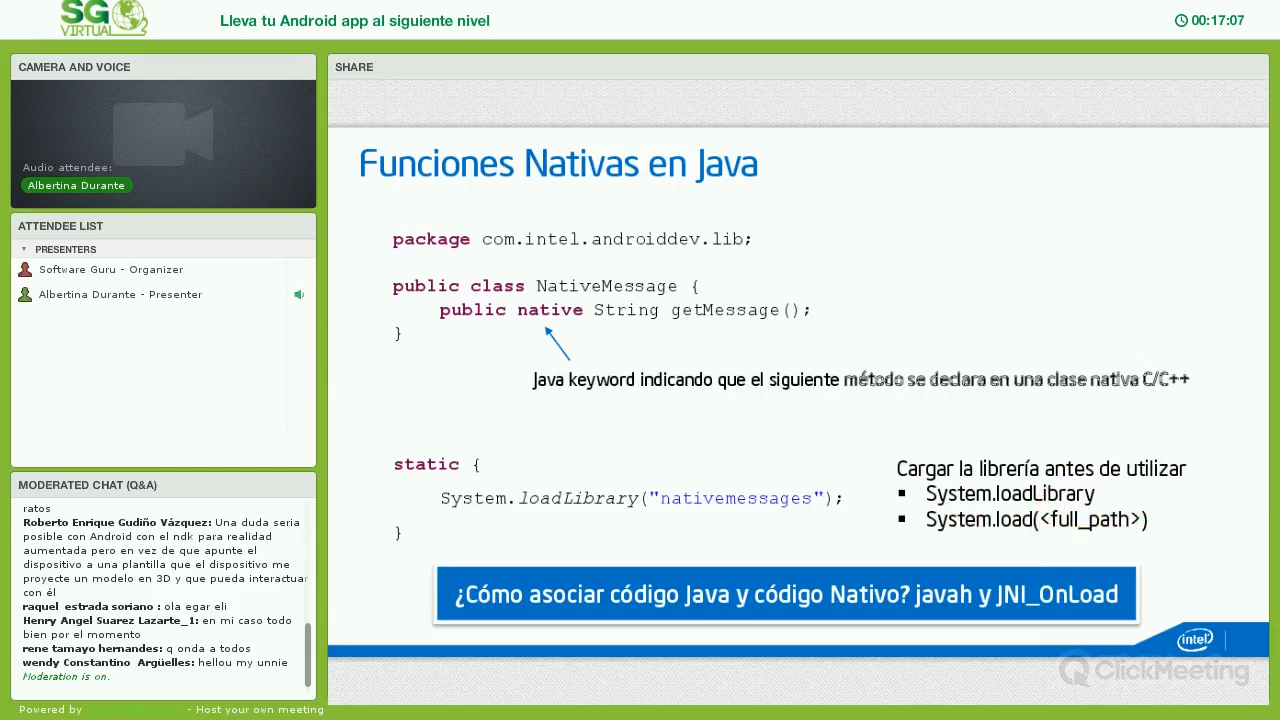 SG
VIRTUAL
Lleva tu Android app al siguiente nivel
00:17:07
CAMERA AND VOICE
Audio attendee:
Albertina Durante
ATTENDEE LIST
PRESENTERS
Software Guru - Organizer
Albertina Durante - Presenter
MODERATED CHAT (Q&A)
ratos
Roberto Enrique Gudiño Vázquez: Una duda seria
posible con Android con el ndk para realidad
aumentada pero en vez de que apunte el
dispositivo a una plantilla que el dispositivo me
proyecte un modelo en 3D y que pueda interactuar
con él
raquel estrada soriano : ola egar eli
Henry Angel Suarez Lazarte_1: en mi caso todo
bien por el momento
rene tamayo hernandes: q onda a todos
wendy Constantino Argüelles: hellou my unnie
Moderation is on.
Powered by ClickMeeting.com - Host your own meeting
SHARE
Funciones Nativas en Java
package com.intel.androiddev.lib;
public class NativeMessage {
public native String getMessage();
}
Java keyword indicando que el siguiente método se declara en una clase nativa C/C++
static {
System.loadLibrary("nativemessages");
}
Cargar la librería antes de utilizar
▪ System.loadLibrary
▪ System.load(<full_path>)
¿Cómo asociar código Java y código Nativo? javah y JNI_OnLoad
intel
ClickMeeting